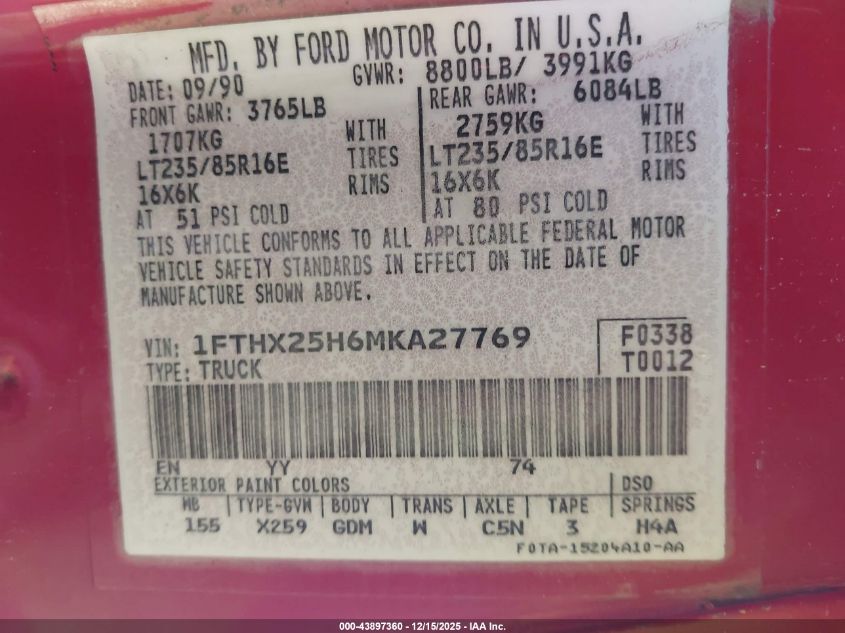 MFD. BY FORD MOTOR CO. IN U.S.A.
DATE: 09/90 GVWR: 8800LB/ 3991KG
FRONT GAWR: 3765LB REAR GAWR: 6084LB
1707KG WITH 2759KG WITH
LT235/85R16E TIRES LT235/85R16E TIRES
16X6K RIMS 16X6K RIMS
AT 51 PSI COLD AT 80 PSI COLD
THIS VEHICLE CONFORMS TO ALL APPLICABLE FEDERAL MOTOR
VEHICLE SAFETY STANDARDS IN EFFECT ON THE DATE OF
MANUFACTURE SHOWN ABOVE.
VIN: 1FTHX25H6MKA27769 F0338
TYPE: TRUCK T0012
EN YY 74
EXTERIOR PAINT COLORS DSO
WB TYPE-GVW BODY TRANS AXLE TAPE SPRINGS
155 X259 GDM W C5N 3 H4A
F0TA-15204A10-AA
000-43897360 - 12/15/2025 - IAA Inc.